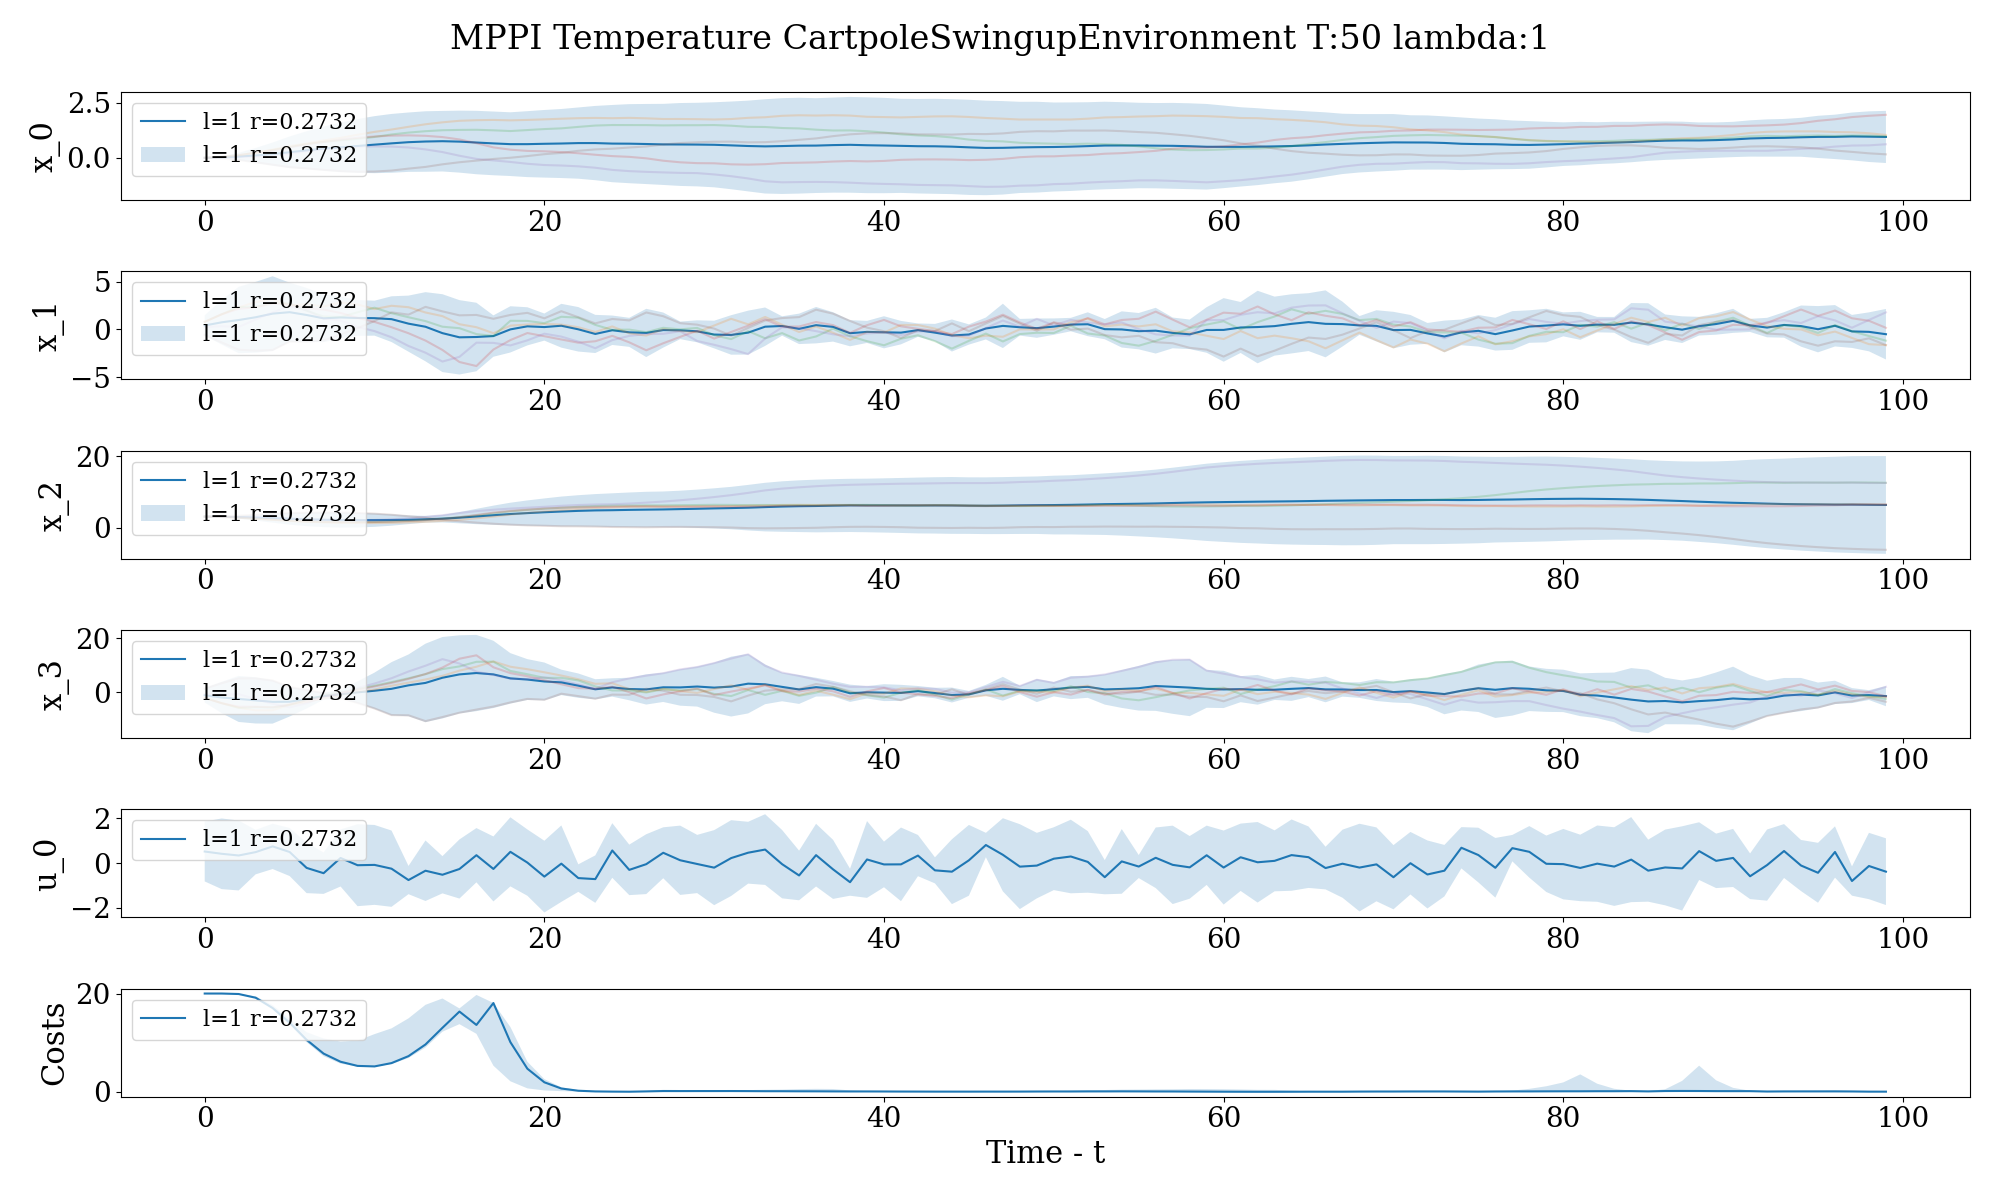 MPPI Temperature CartpoleSwingupEnvironment T:50 lambda:1
x_0
2.5
0.0
l=1 r=0.2732
l=1 r=0.2732
0 20 40 60 80 100
x_1
5
0
−5
l=1 r=0.2732
l=1 r=0.2732
0 20 40 60 80 100
x_2
20
0
l=1 r=0.2732
l=1 r=0.2732
0 20 40 60 80 100
x_3
20
0
l=1 r=0.2732
l=1 r=0.2732
0 20 40 60 80 100
u_0
2
0
−2
l=1 r=0.2732
0 20 40 60 80 100
Costs
20
0
l=1 r=0.2732
0 20 40 60 80 100
Time - t